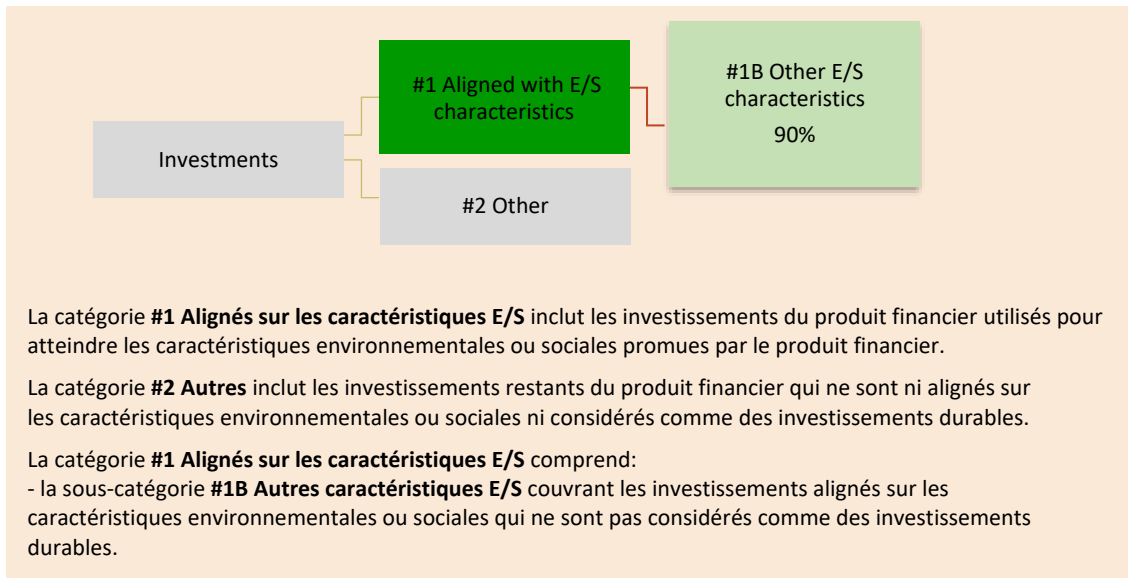 #1 Aligned with E/S
characteristics
#1B Other E/S
characteristics
90%
Investments
#2 Other
La catégorie #1 Alignés sur les caractéristiques E/S inclut les investissements du produit financier utilisés pour
atteindre les caractéristiques environnementales ou sociales promues par le produit financier.
La catégorie #2 Autres inclut les investissements restants du produit financier qui ne sont ni alignés sur
les caractéristiques environnementales ou sociales ni considérés comme des investissements durables.
La catégorie #1 Alignés sur les caractéristiques E/S comprend:
- la sous-catégorie #1B Autres caractéristiques E/S couvrant les investissements alignés sur les
caractéristiques environnementales ou sociales qui ne sont pas considérés comme des investissements
durables.